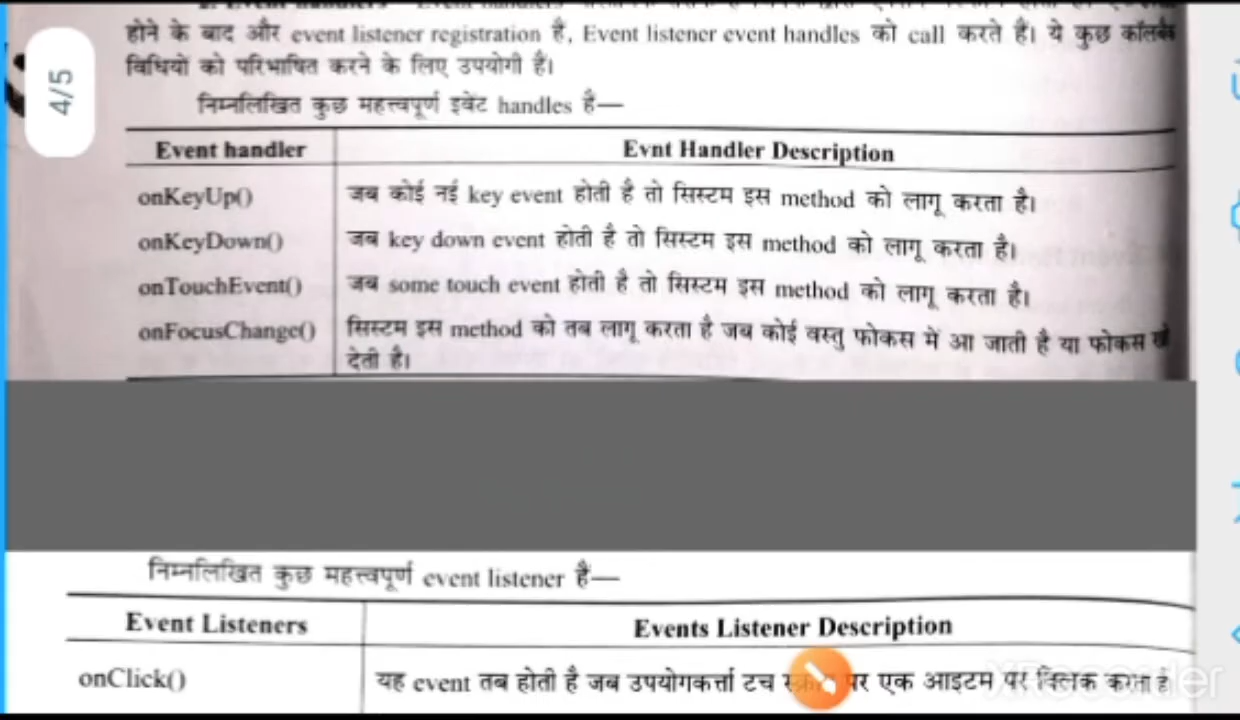 होने के बाद और event listener registration है, Event listener event handles को call करते हैं। ये कुछ कॉलबैक
विधियों को परिभाषित करने के लिए उपयोगी हैं।
4/5
निम्नलिखित कुछ महत्त्वपूर्ण इवेंट handles है—
Event handler Evnt Handler Description
onKeyUp() जब कोई नई key event होती है तो सिस्टम इस method को लागू करता है।
onKeyDown() जब key down event होती है तो सिस्टम इस method को लागू करता है।
onTouchEvent() जब some touch event होती है तो सिस्टम इस method को लागू करता है।
onFocusChange() सिस्टम इस method को तब लागू करता है जब कोई वस्तु फोकस में आ जाती है या फोकस खो
देती है।
निम्नलिखित कुछ महत्त्वपूर्ण event listener हैं—
Event Listeners Events Listener Description
onClick() यह event तब होती है जब उपयोगकर्त्ता टच पर एक आइटम पर क्लिक करता है
XRecorder